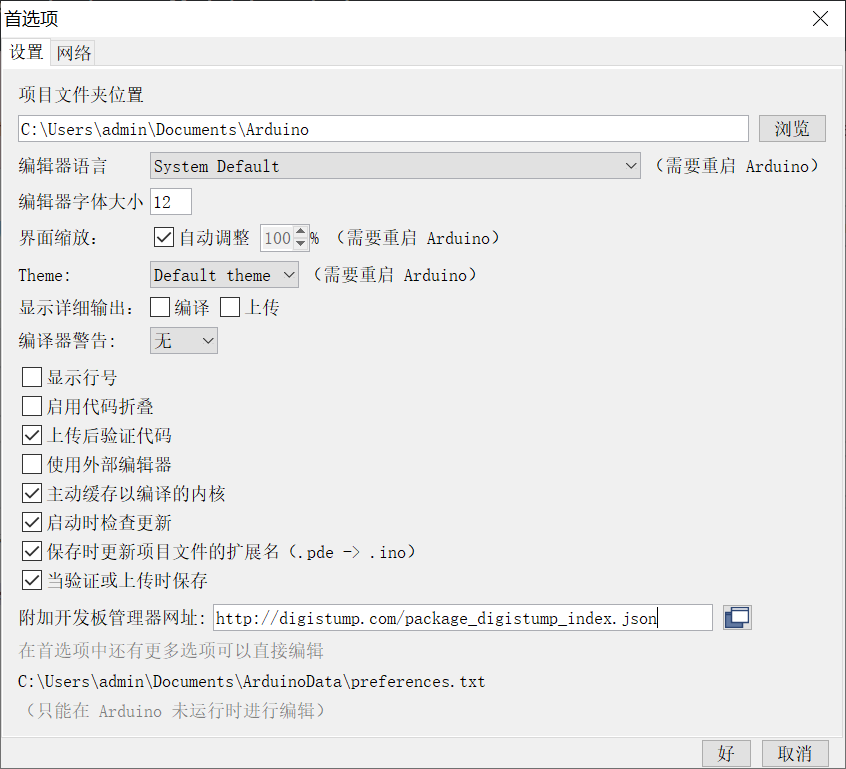 首选项
设置 网络
项目文件夹位置
C:\Users\admin\Documents\Arduino 浏览
编辑器语言 System Default （需要重启 Arduino）
编辑器字体大小 12
界面缩放： 自动调整 100 % （需要重启 Arduino）
Theme: Default theme （需要重启 Arduino）
显示详细输出： 编译 上传
编译器警告: 无
显示行号
启用代码折叠
上传后验证代码
使用外部编辑器
主动缓存以编译的内核
启动时检查更新
保存时更新项目文件的扩展名（.pde -> .ino）
当验证或上传时保存
附加开发板管理器网址: http://digistump.com/package_digistump_index.json
在首选项中还有更多选项可以直接编辑
C:\Users\admin\Documents\ArduinoData\preferences.txt
（只能在 Arduino 未运行时进行编辑）
好 取消